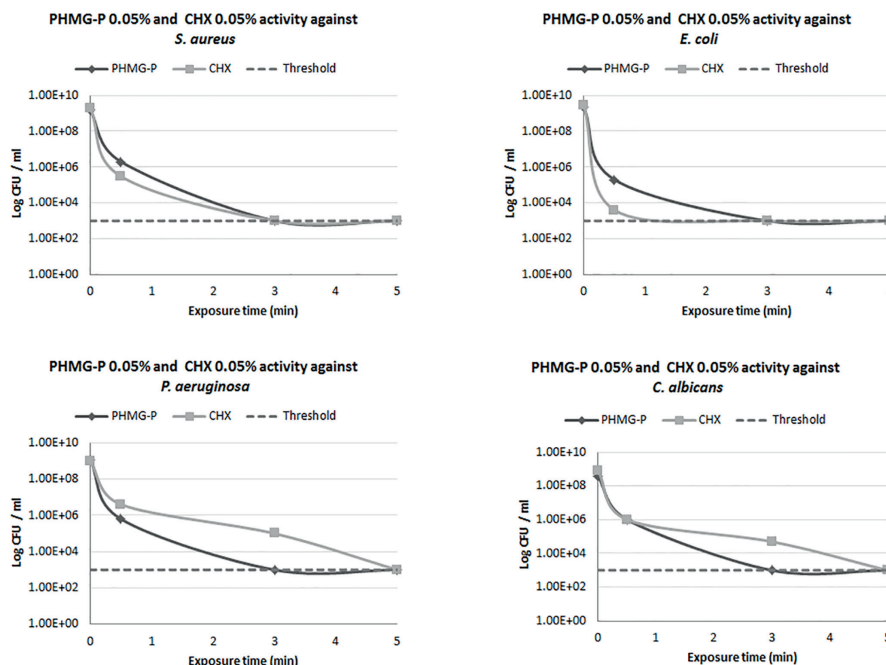 PHMG-P 0.05% and CHX 0.05% activity against
S. aureus
PHMG-P CHX Threshold
1.00E+10
1.00E+08
1.00E+06
1.00E+04
1.00E+02
1.00E+00
Log CFU / ml
0 1 2 3 4 5
Exposure time (min)
PHMG-P 0.05% and CHX 0.05% activity against
E. coli
PHMG-P CHX Threshold
1.00E+10
1.00E+08
1.00E+06
1.00E+04
1.00E+02
1.00E+00
Log CFU / ml
0 1 2 3 4
Exposure time (min)
PHMG-P 0.05% and CHX 0.05% activity against
P. aeruginosa
PHMG-P CHX Threshold
1.00E+10
1.00E+08
1.00E+06
1.00E+04
1.00E+02
1.00E+00
Log CFU / ml
0 1 2 3 4 5
Exposure time (min)
PHMG-P 0.05% and CHX 0.05% activity against
C. albicans
PHMG-P CHX Threshold
1.00E+10
1.00E+08
1.00E+06
1.00E+04
1.00E+02
1.00E+00
Log CFU / ml
0 1 2 3 4
Exposure time (min)